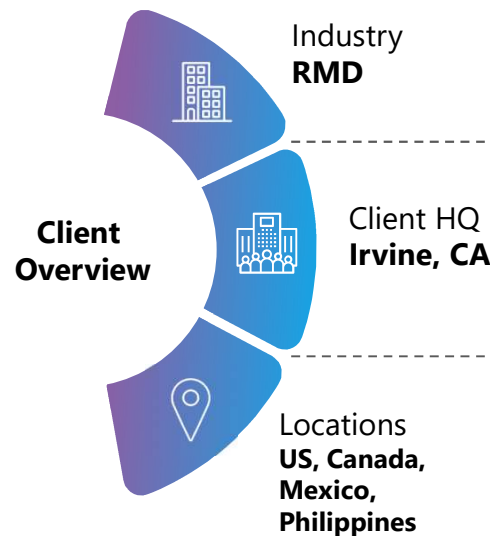 Industry
RMD
Client
Overview
Client HQ
Irvine, CA
Locations
US, Canada,
Mexico,
Philippines